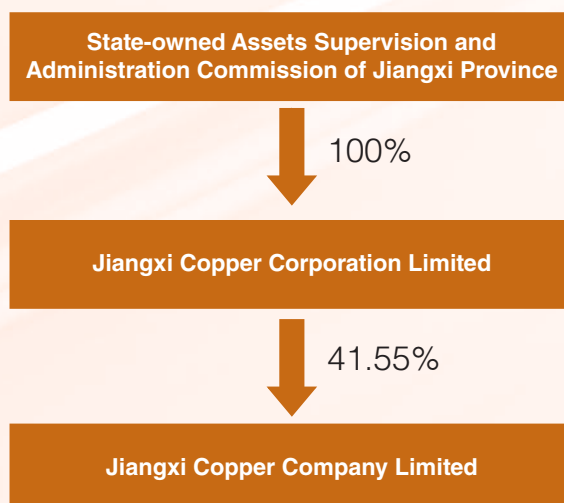 State-owned Assets Supervision and
Administration Commission of Jiangxi Province
100%
Jiangxi Copper Corporation Limited
41.55%
Jiangxi Copper Company Limited